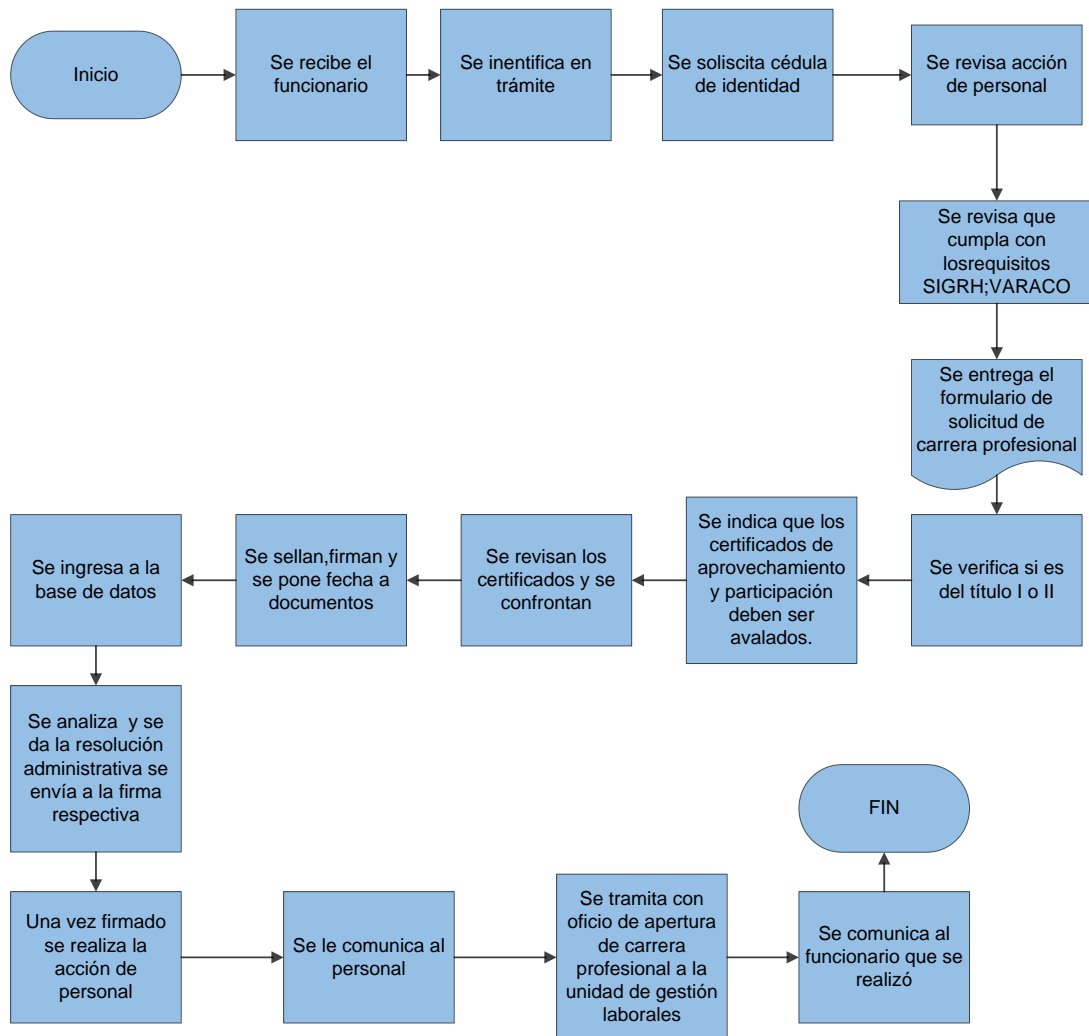 Inicio
Se recibe el
funcionario
Se inentifica en
trámite
Se soliscita cédula
de identidad
Se revisa acción
de personal
Se revisa que
cumpla con
losrequisitos
SIGRH;VARACO
Se entrega el
formulario de
solicitud de
carrera profesional
Se verifica si es
del título I o II
Se indica que los
certificados de
aprovechamiento
y participación
deben ser
avalados.
Se revisan los
certificados y se
confrontan
Se sellan,firman y
se pone fecha a
documentos
Se ingresa a la
base de datos
Se analiza y se
da la resolución
administrativa se
envía a la firma
respectiva
Una vez firmado
se realiza la
acción de
personal
Se le comunica al
personal
Se tramita con
oficio de apertura
de carrera
profesional a la
unidad de gestión
laborales
Se comunica al
funcionario que se
realizó
FIN